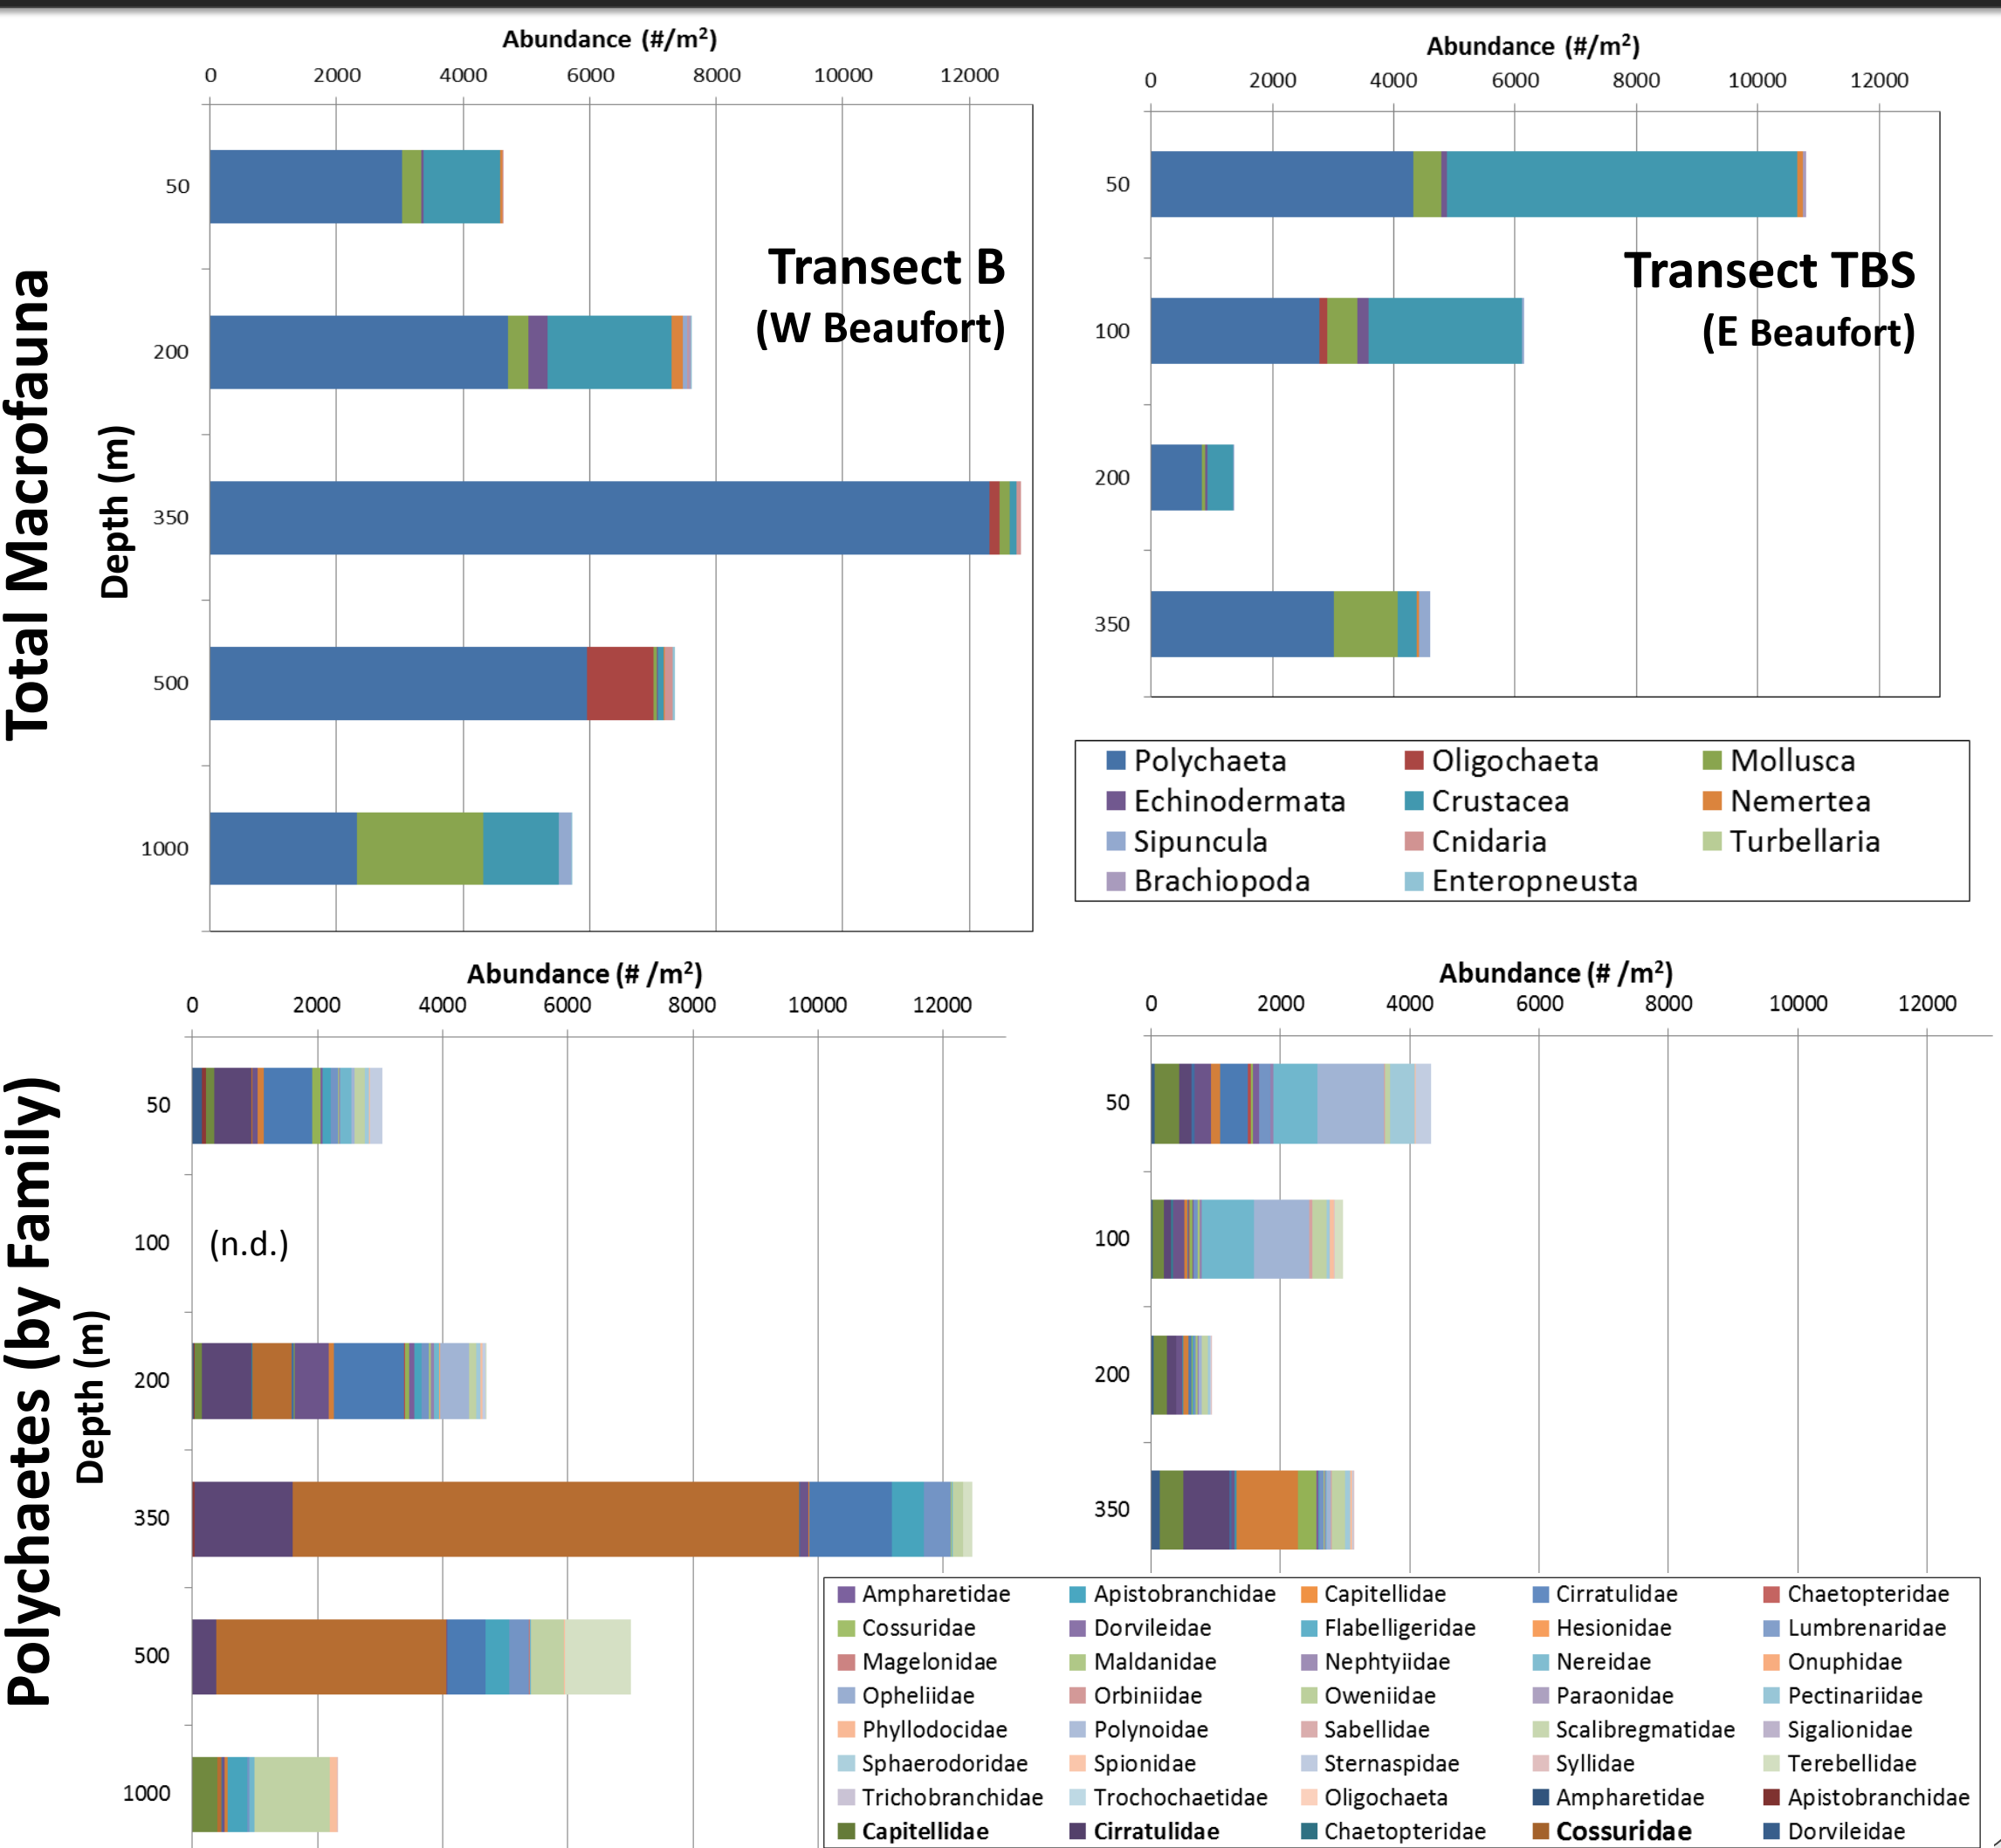 Total Macrofauna
Abundance (#/m²)
0 2000 4000 6000 8000 10000 12000
Depth (m)
50
200
350
500
1000
Transect B
(W Beaufort)
Abundance (#/m²)
0 2000 4000 6000 8000 10000 12000
50
100
200
350
Transect TBS
(E Beaufort)
Polychaeta Oligochaeta Mollusca
Echinodermata Crustacea Nemertea
Sipuncula Cnidaria Turbellaria
Brachiopoda Enteropneusta
Polychaetes (by Family)
Abundance (# /m²)
0 2000 4000 6000 8000 10000 12000
Depth (m)
50
100 (n.d.)
200
350
500
1000
Abundance (# /m²)
0 2000 4000 6000 8000 10000 12000
50
100
200
350
Ampharetidae Apistobranchidae Capitellidae Cirratulidae Chaetopteridae
Cossuridae Dorvileidae Flabelligeridae Hesionidae Lumbrenaridae
Magelonidae Maldanidae Nephtyiidae Nereidae Onuphidae
Opheliidae Orbiniidae Oweniidae Paraonidae Pectinariidae
Phyllodocidae Polynoidae Sabellidae Scalibregmatidae Sigalionidae
Sphaerodoridae Spionidae Sternaspidae Syllidae Terebellidae
Trichobranchidae Trochochaetidae Oligochaeta Ampharetidae Apistobranchidae
Capitellidae Cirratulidae Chaetopteridae Cossuridae Dorvileidae